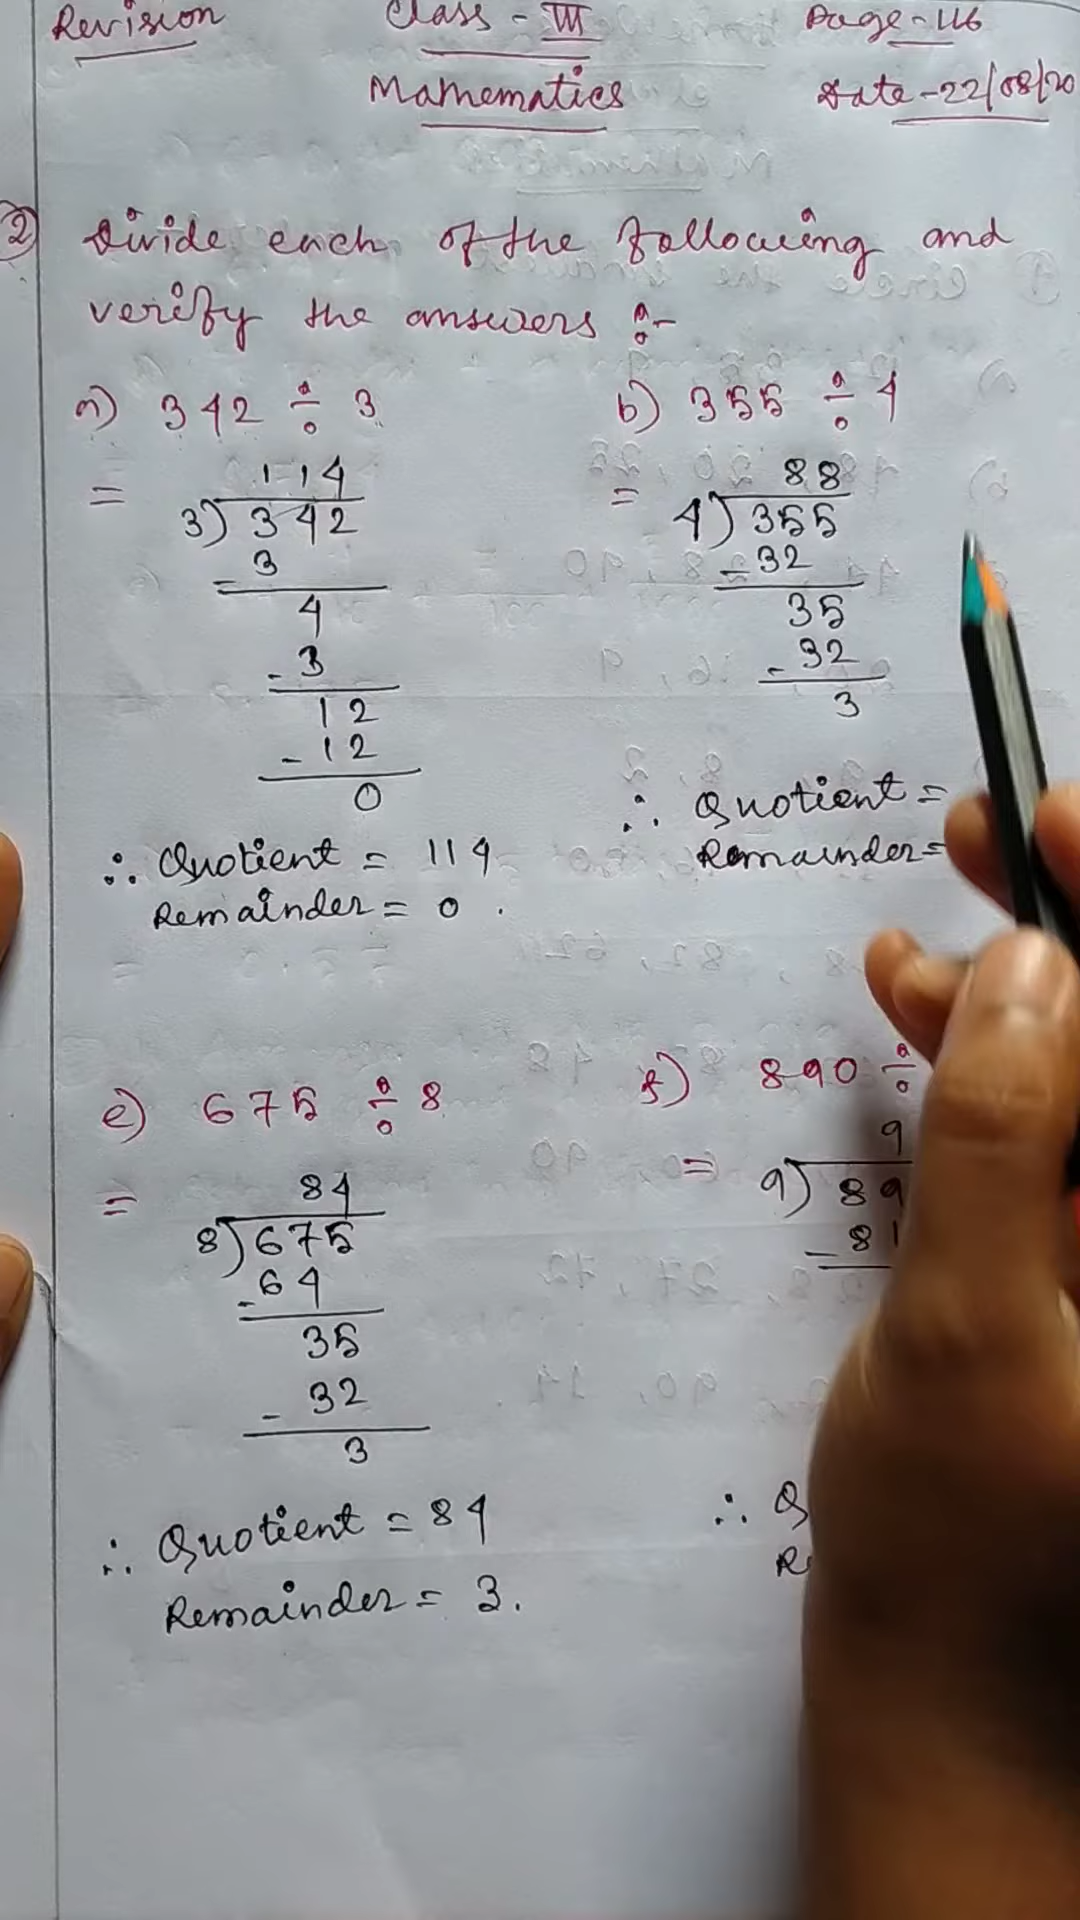 Revision
Class - III
Page - 116
Mathematics
Date - 22/08/20
2) Divide each of the following and
verify the answers :-
a) 342 ÷ 3
= 114
3) 342
- 3
4
- 3
12
- 12
0
∴ Quotient = 114
Remainder = 0 .
b) 355 ÷ 4
= 88
4) 355
- 32
35
- 32
3
∴ Quotient =
Remainder =
e) 675 ÷ 8
= 84
8) 675
- 64
35
- 32
3
∴ Quotient = 84
Remainder = 3.
f) 890 ÷
= 9
9) 89
- 81
∴ Q
Re